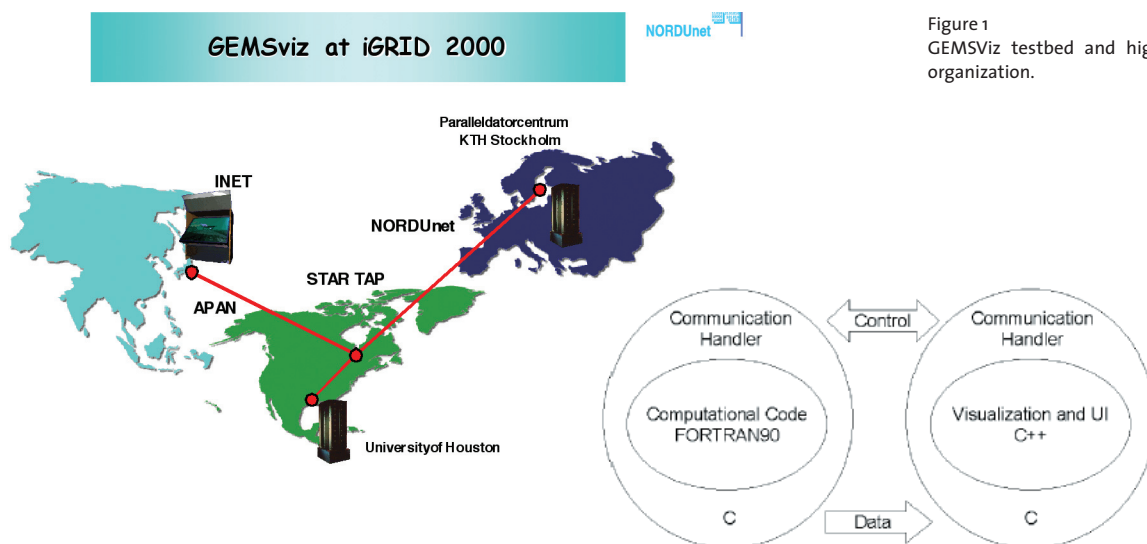 GEMSviz at iGRID 2000
NORDUnet
Figure 1
GEMSViz testbed and hig
organization.
Paralleldatorcentrum
KTH Stockholm
INET
NORDUnet
STAR TAP
APAN
Universityof Houston
Communication
Handler
Control
Communication
Handler
Computational Code
FORTRAN90
Visualization and UI
C++
C
Data
C